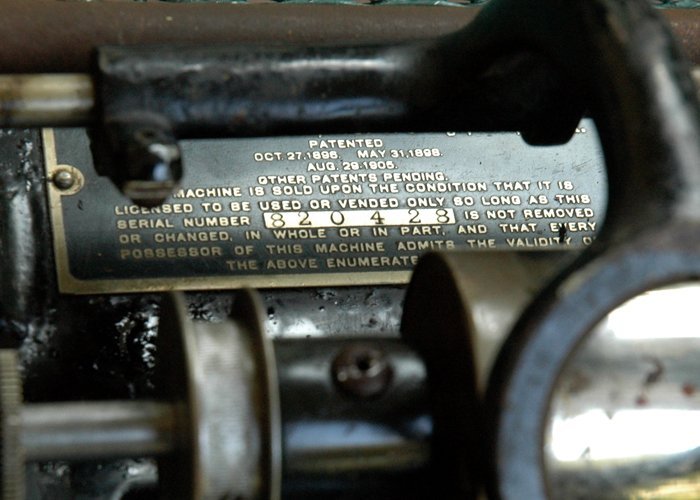 PATENTED
OCT. 27. 1896. MAY 31, 1898.
AUG. 29 1905.
OTHER PATENTS PENDING.
MACHINE IS SOLD UPON THE CONDITION THAT IT IS
LICENSED TO BE USED OR VENDED ONLY SO LONG AS THIS
SERIAL NUMBER 820428 IS NOT REMOVED
OR CHANGED, IN WHOLE OR IN PART, AND THAT EVERY
POSSESSOR OF THIS MACHINE ADMITS THE VALIDITY
THE ABOVE ENUMERATE